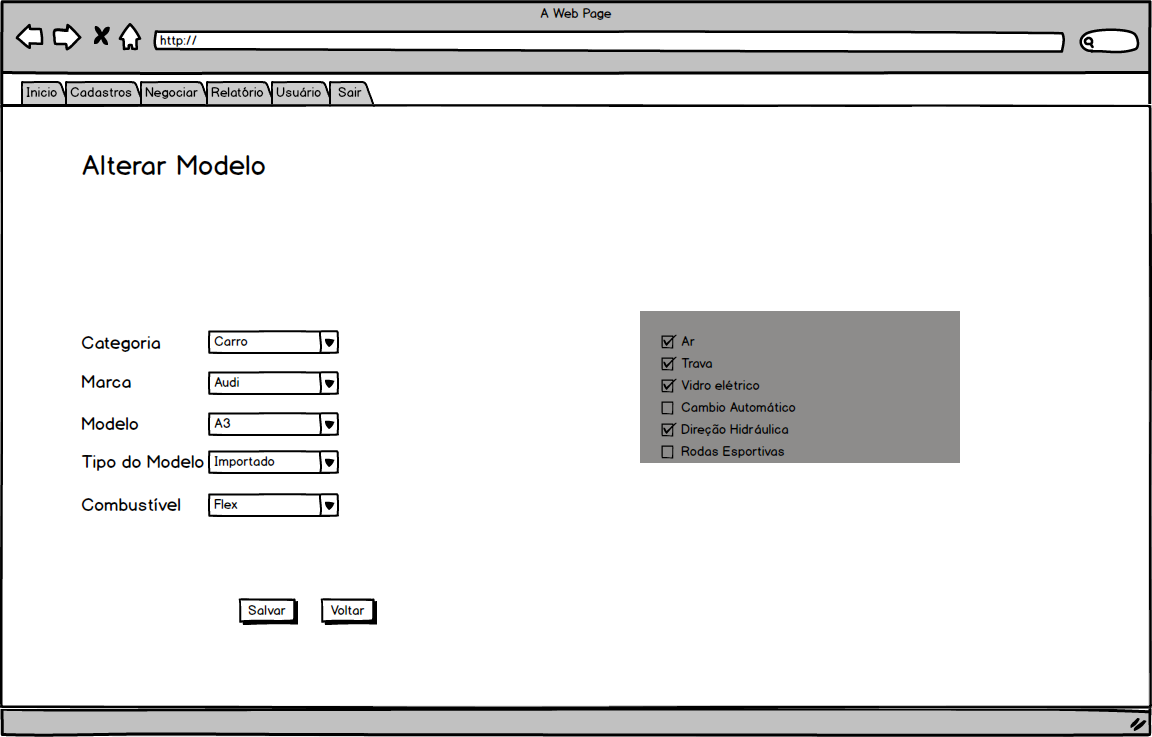 A Web Page
http://
Inicio Cadastros Negociar Relatório Usuário Sair
Alterar Modelo
Categoria Carro
Marca Audi
Modelo A3
Tipo do Modelo Importado
Combustível Flex
Ar
Trava
Vidro elétrico
Cambio Automático
Direção Hidráulica
Rodas Esportivas
Salvar Voltar